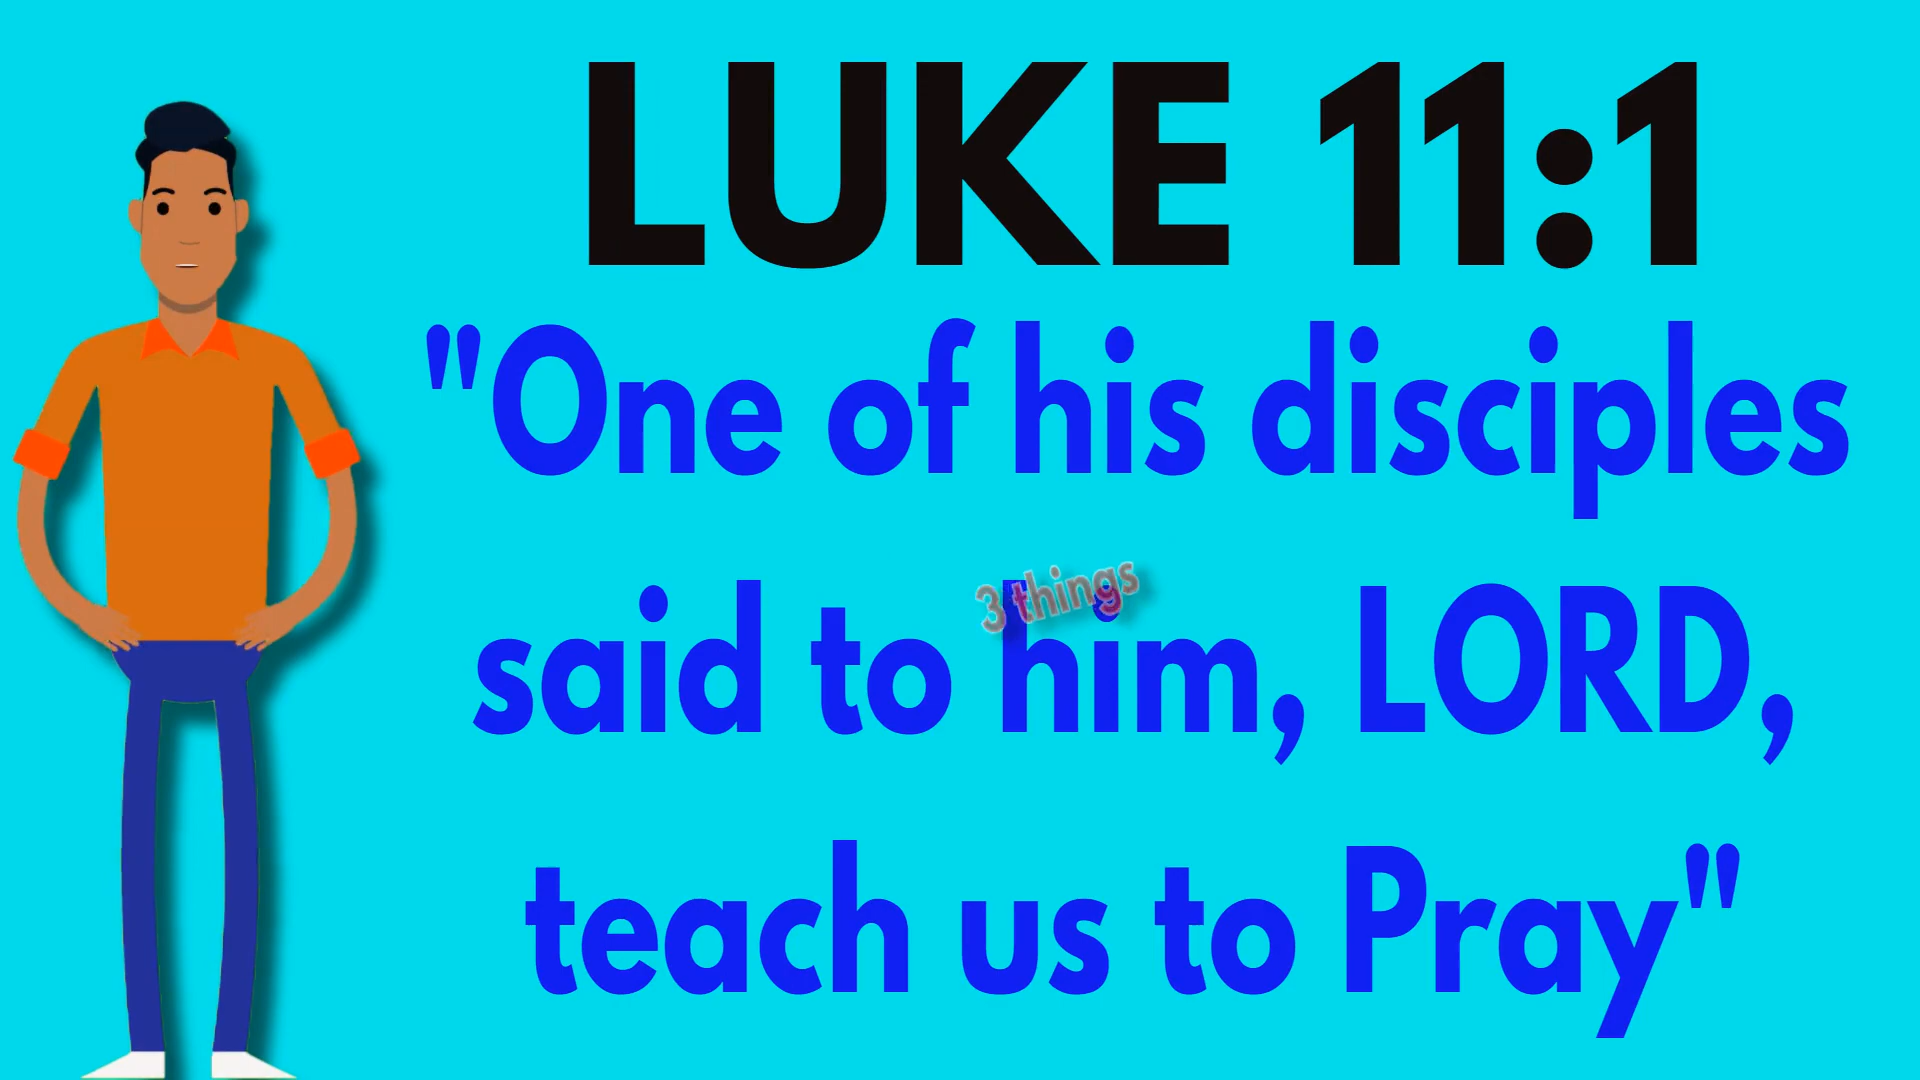 LUKE 11:1
"One of his disciples
3 things
said to him, LORD,
teach us to Pray"